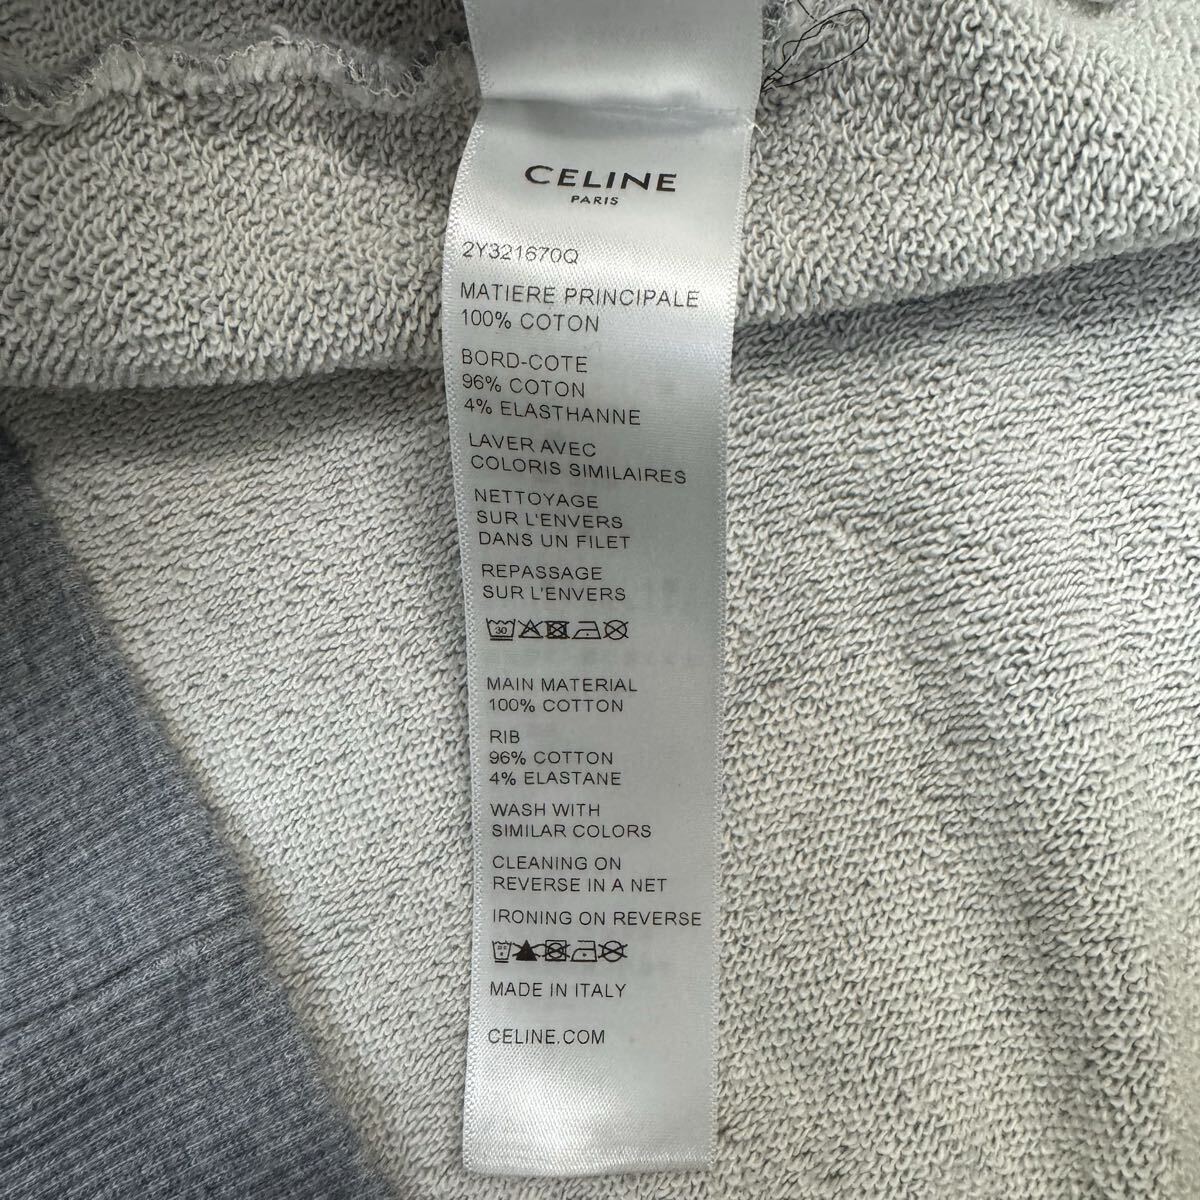 CELINE
PARIS
2Y321670Q
MATIERE PRINCIPALE
100% COTON
BORD-COTE
96% COTON
4% ELASTHANNE
LAVER AVEC
COLORIS SIMILAIRES
NETTOYAGE
SUR L'ENVERS
DANS UN FILET
REPASSAGE
SUR L'ENVERS
30
MAIN MATERIAL
100% COTTON
RIB
96% COTTON
4% ELASTANE
WASH WITH
SIMILAR COLORS
CLEANING ON
REVERSE IN A NET
IRONING ON REVERSE
MADE IN ITALY
CELINE.COM